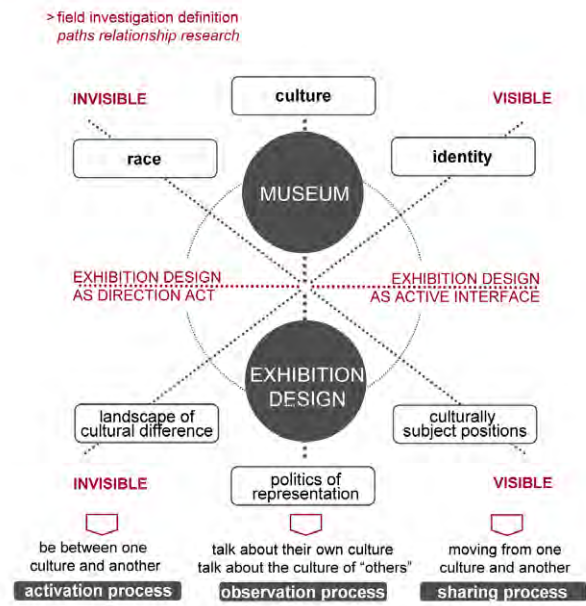 > field investigation definition
paths relationship research
INVISIBLE
culture
VISIBLE
race
identity
MUSEUM
EXHIBITION DESIGN
AS DIRECTION ACT
EXHIBITION DESIGN
AS ACTIVE INTERFACE
EXHIBITION
DESIGN
landscape of
cultural difference
culturally
subject positions
INVISIBLE
politics of
representation
VISIBLE
be between one
culture and another
activation process
talk about their own culture
talk about the culture of “others”
observation process
moving from one
culture and another
sharing process